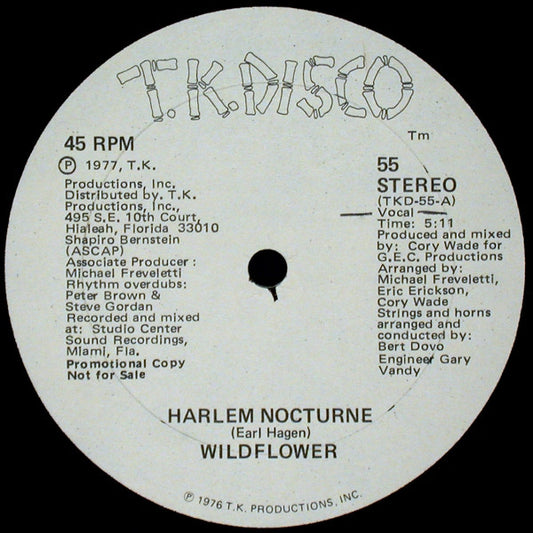 T.K. DISCO
Tm
45 RPM
Ⓟ 1977, T.K.
Productions, Inc.
Distributed by. T.K.
Productions, Inc.,
495 S.E. 10th Court,
Hialeah, Florida 33010
Shapiro Bernstein
(ASCAP)
Associate Producer :
Michael Freveletti
Rhythm overdubs:
Peter Brown &
Steve Gordan
Recorded and mixed
at: Studio Center
Sound Recordings,
Miami, Fla.
Promotional Copy
Not for Sale
55
STEREO
(TKD-55-A)
Vocal
Time: 5:11
Produced and mixed
by: Cory Wade for
G.E.C. Productions
Arranged by:
Michael Freveletti,
Eric Erickson,
Cory Wade
Strings and horns
arranged and
conducted by:
Bert Dovo
Engineer Gary
Vandy
HARLEM NOCTURNE
(Earl Hagen)
WILDFLOWER
Ⓟ 1976 T.K. PRODUCTIONS, INC.